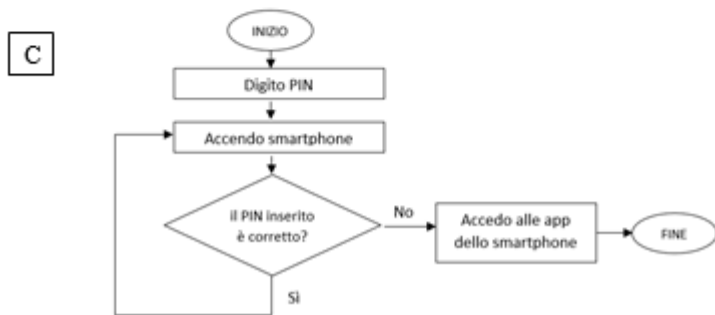 C
INIZIO
Digito PIN
Accendo smartphone
il PIN inserito
è corretto?
No
Accedo alle app
dello smartphone
FINE
Sì